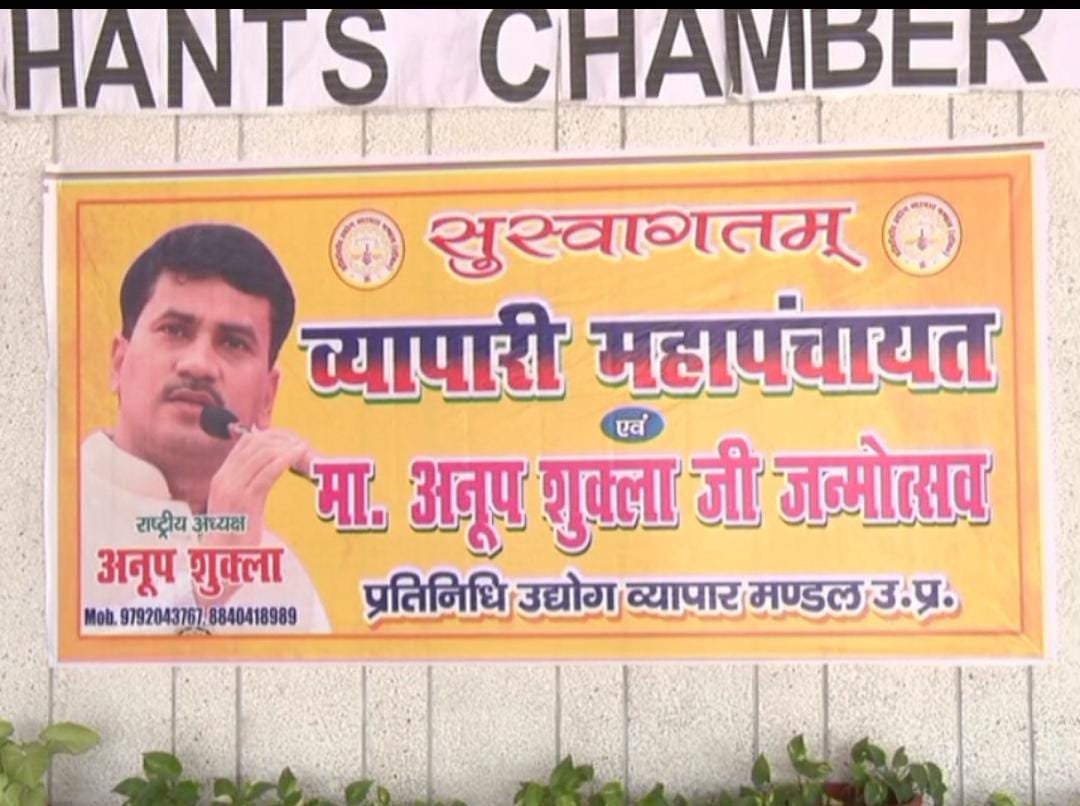 HANTS CHAMBER
सुस्वागतम्
व्यापारी महापंचायत
एवं
मा. अनूप शुक्ला जी जन्मोत्सव
राष्ट्रीय अध्यक्ष
अनूप शुक्ला
Mob. 9792043767, 8840418989
प्रतिनिधि उद्योग व्यापार मण्डल उ.प्र.